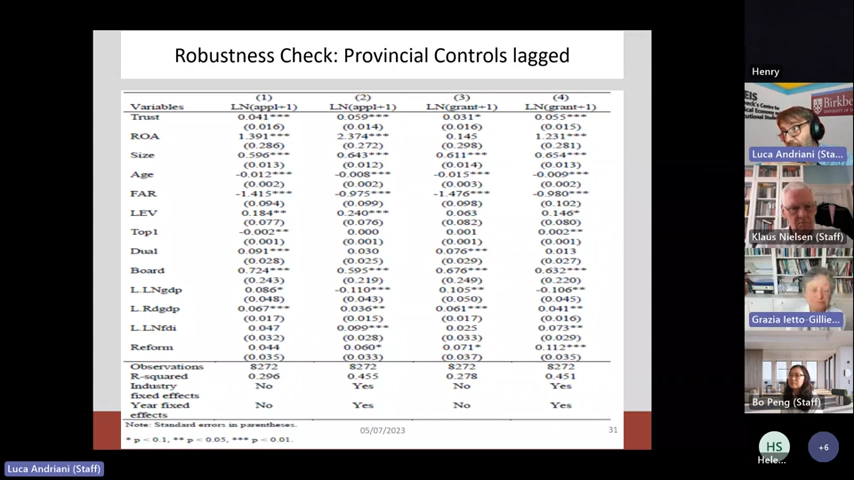 Robustness Check: Provincial Controls lagged
(1) (2) (3) (4)
Variables LN(appl+1) LN(appl+1) LN(grant+1) LN(grant+1)
Trust 0.041*** 0.059*** 0.031* 0.055***
(0.016) (0.014) (0.016) (0.015)
ROA 1.391*** 2.374*** 0.145 1.231***
(0.286) (0.272) (0.298) (0.281)
Size 0.596*** 0.643*** 0.611*** 0.654***
(0.013) (0.012) (0.014) (0.013)
Age -0.012*** -0.008*** -0.015*** -0.009***
(0.002) (0.002) (0.003) (0.002)
FAR -1.415*** -0.975*** -1.476*** -0.980***
(0.094) (0.099) (0.098) (0.102)
LEV 0.184** 0.240*** 0.063 0.146*
(0.077) (0.076) (0.082) (0.080)
Top1 -0.002** 0.000 0.001 0.002**
(0.001) (0.001) (0.001) (0.001)
Dual 0.091*** 0.030 0.076*** 0.013
(0.028) (0.025) (0.029) (0.027)
Board 0.724*** 0.595*** 0.676*** 0.632***
(0.243) (0.219) (0.249) (0.220)
L.LNgdp 0.086* -0.110** 0.105** -0.106**
(0.048) (0.043) (0.050) (0.045)
L.Rdgdp 0.067*** 0.036** 0.061*** 0.041**
(0.017) (0.015) (0.017) (0.016)
L.LNfdi 0.047 0.099*** 0.025 0.073**
(0.032) (0.028) (0.033) (0.029)
Reform 0.044 0.060* 0.071* 0.112***
(0.035) (0.033) (0.037) (0.035)
Observations 8272 8272 8272 8272
R-squared 0.296 0.455 0.278 0.451
Industry No Yes No Yes
fixed effects
Year fixed No Yes No Yes
effects
Note: Standard errors in parentheses.
* p < 0.1, ** p < 0.05, *** p < 0.01.
05/07/2023
31
Henry
EIS
Birkbe
Luca Andriani (Sta...
Klaus Nielsen (Staff)
Grazia Ietto-Gillie...
Bo Peng (Staff)
HS
Hele...
+6
Luca Andriani (Staff)